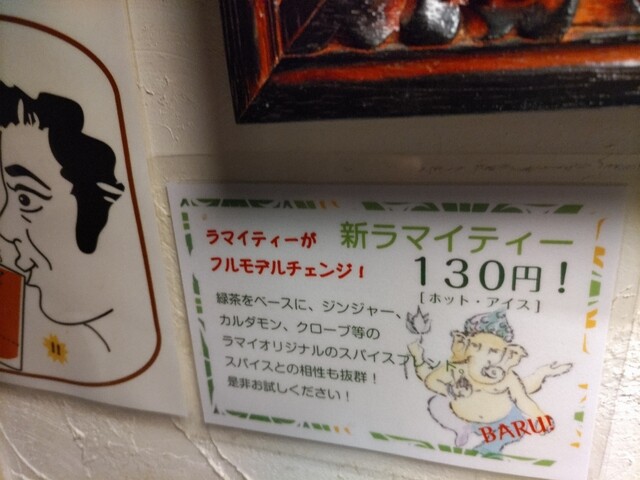 ラマイティーが
フルモデルチェンジ！
新ラマイティー
130円！
[ホット・アイス]
緑茶をベースに、ジンジャー、
カルダモン、クローブ等の
ラマイオリジナルのスパイスブレンド。
スパイスとの相性も抜群！
是非お試しください！
BARU!!
!!